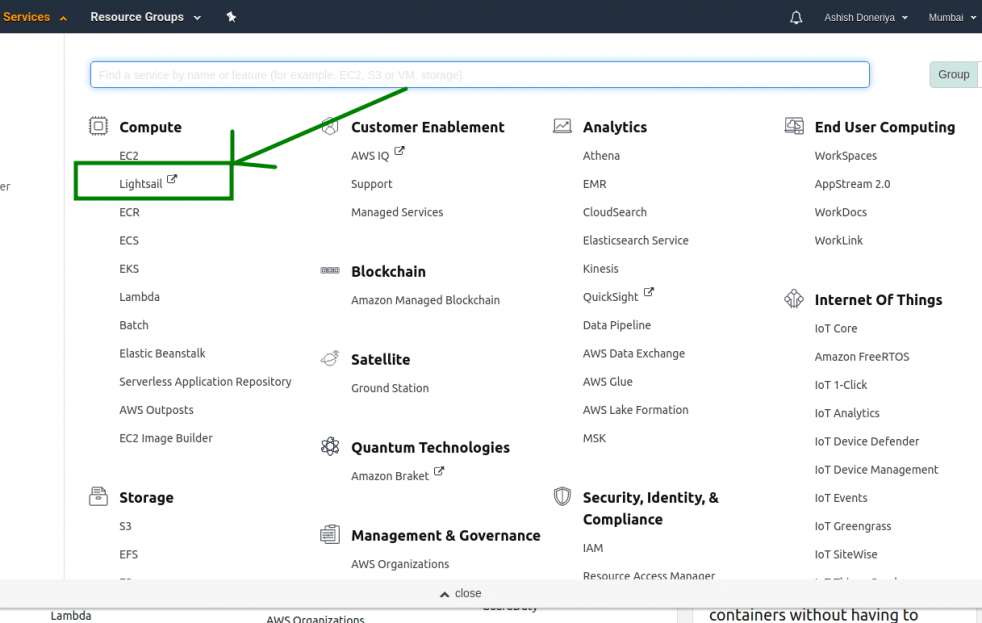 Services
Resource Groups
Ashish Doneriya
Mumbai
Find a service by name or feature (for example, EC2, S3 or VM, storage).
Group
er
Compute
EC2
Lightsail
ECR
ECS
EKS
Lambda
Batch
Elastic Beanstalk
Serverless Application Repository
AWS Outposts
EC2 Image Builder
Storage
S3
EFS
Customer Enablement
AWS IQ
Support
Managed Services
Blockchain
Amazon Managed Blockchain
Satellite
Ground Station
Quantum Technologies
Amazon Braket
Management & Governance
AWS Organizations
Analytics
Athena
EMR
CloudSearch
Elasticsearch Service
Kinesis
QuickSight
Data Pipeline
AWS Data Exchange
AWS Glue
AWS Lake Formation
MSK
Security, Identity, &
Compliance
IAM
Resource Access Manager
End User Computing
WorkSpaces
AppStream 2.0
WorkDocs
WorkLink
Internet Of Things
IoT Core
Amazon FreeRTOS
IoT 1-Click
IoT Analytics
IoT Device Defender
IoT Device Management
IoT Events
IoT Greengrass
IoT SiteWise
close
Lambda
AWS Organizations
GuardDuty
containers without having to